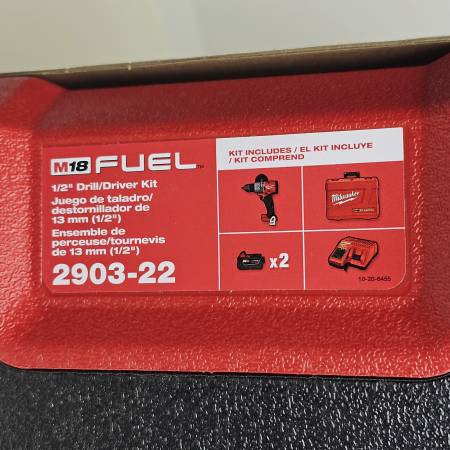 M18 FUEL™
1/2" Drill/Driver Kit
Juego de taladro/
destornillador de
13 mm (1/2")
Ensemble de
perceuse/tournevis
de 13 mm (1/2")
2903-22
KIT INCLUDES / EL KIT INCLUYE
/ KIT COMPREND
Milwaukee
x2
10-20-6455